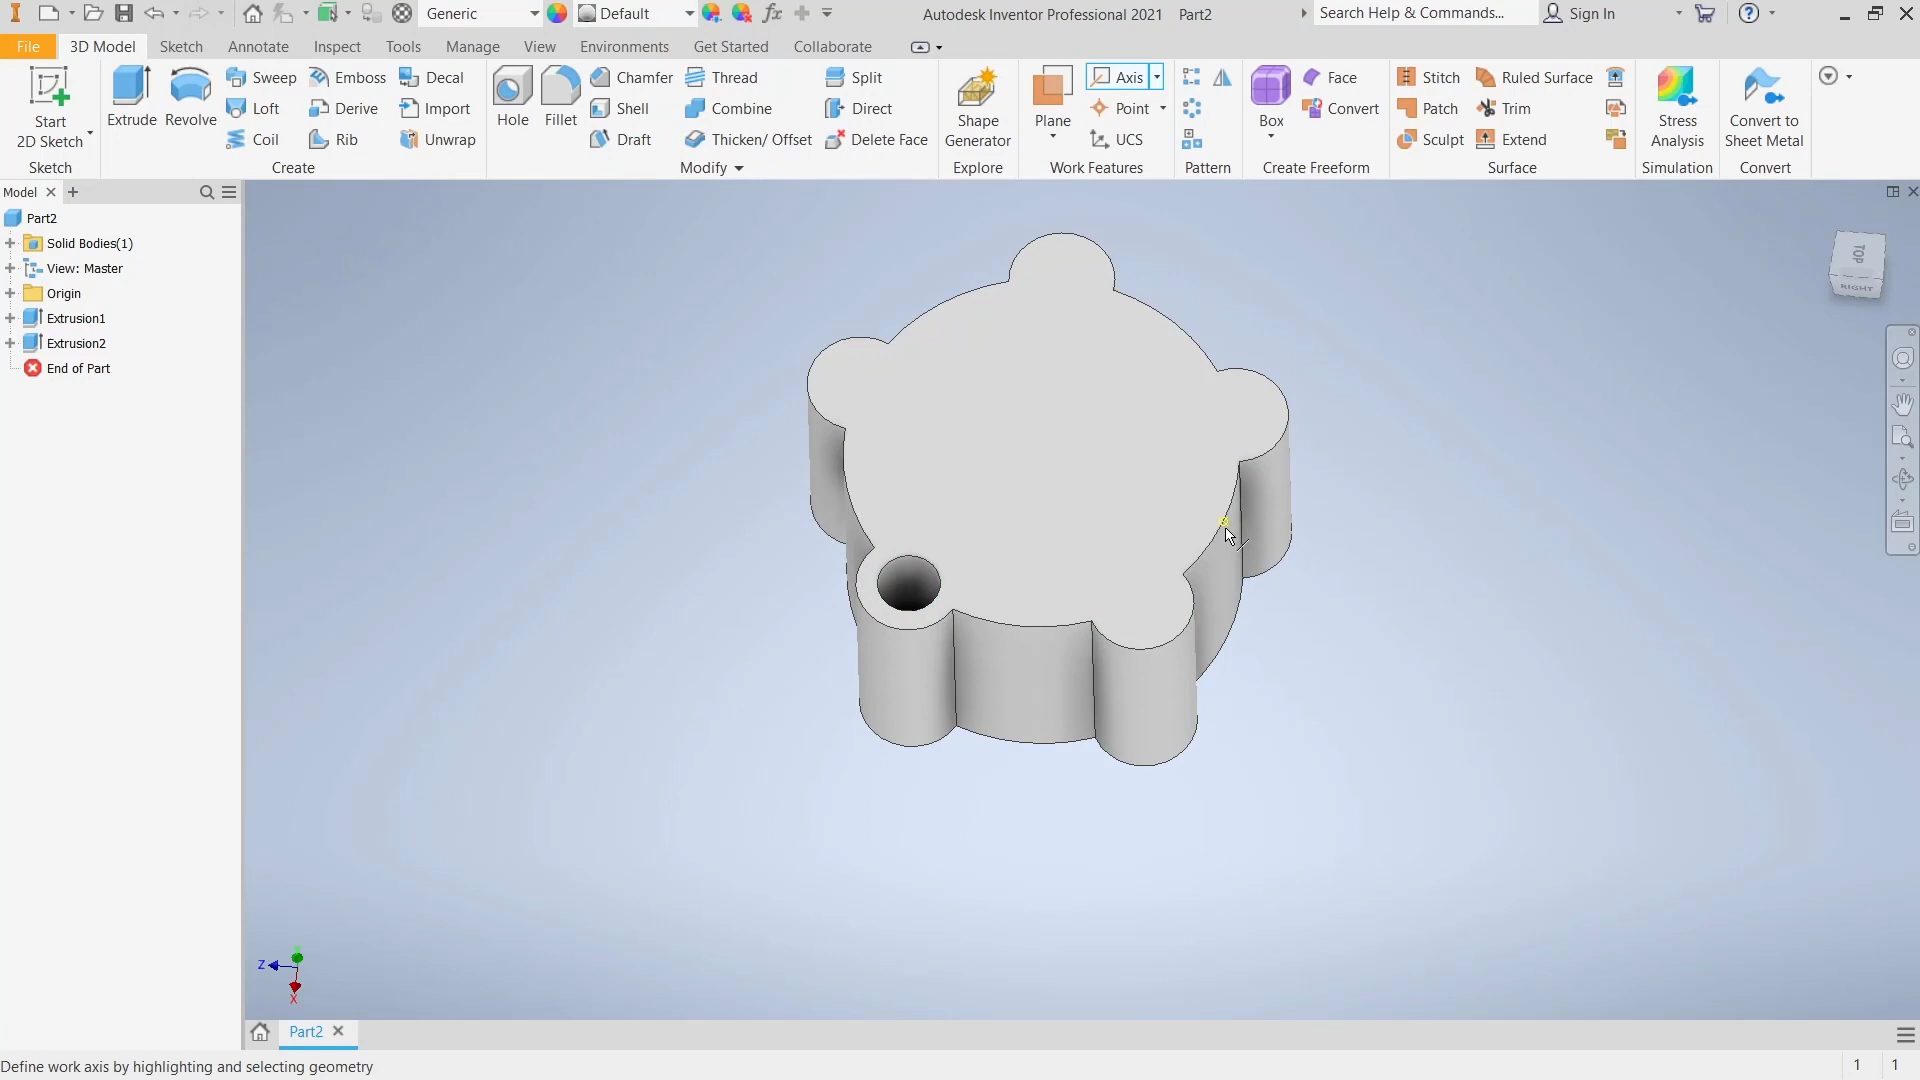 Generic
Default
Autodesk Inventor Professional 2021 Part2
Search Help & Commands...
Sign In
File
3D Model
Sketch
Annotate
Inspect
Tools
Manage
View
Environments
Get Started
Collaborate
Start
2D Sketch
Sketch
Extrude
Revolve
Sweep
Loft
Coil
Emboss
Derive
Rib
Decal
Import
Unwrap
Create
Hole
Fillet
Chamfer
Shell
Draft
Thread
Combine
Thicken/ Offset
Split
Direct
Delete Face
Modify
Shape
Generator
Explore
Plane
Axis
Point
UCS
Work Features
Pattern
Box
Face
Convert
Create Freeform
Stitch
Patch
Sculpt
Ruled Surface
Trim
Extend
Surface
Stress
Analysis
Simulation
Convert to
Sheet Metal
Convert
Model
Part2
Solid Bodies(1)
View: Master
Origin
Extrusion1
Extrusion2
End of Part
TOP
RIGHT
Z
X
Part2
Define work axis by highlighting and selecting geometry
1 1